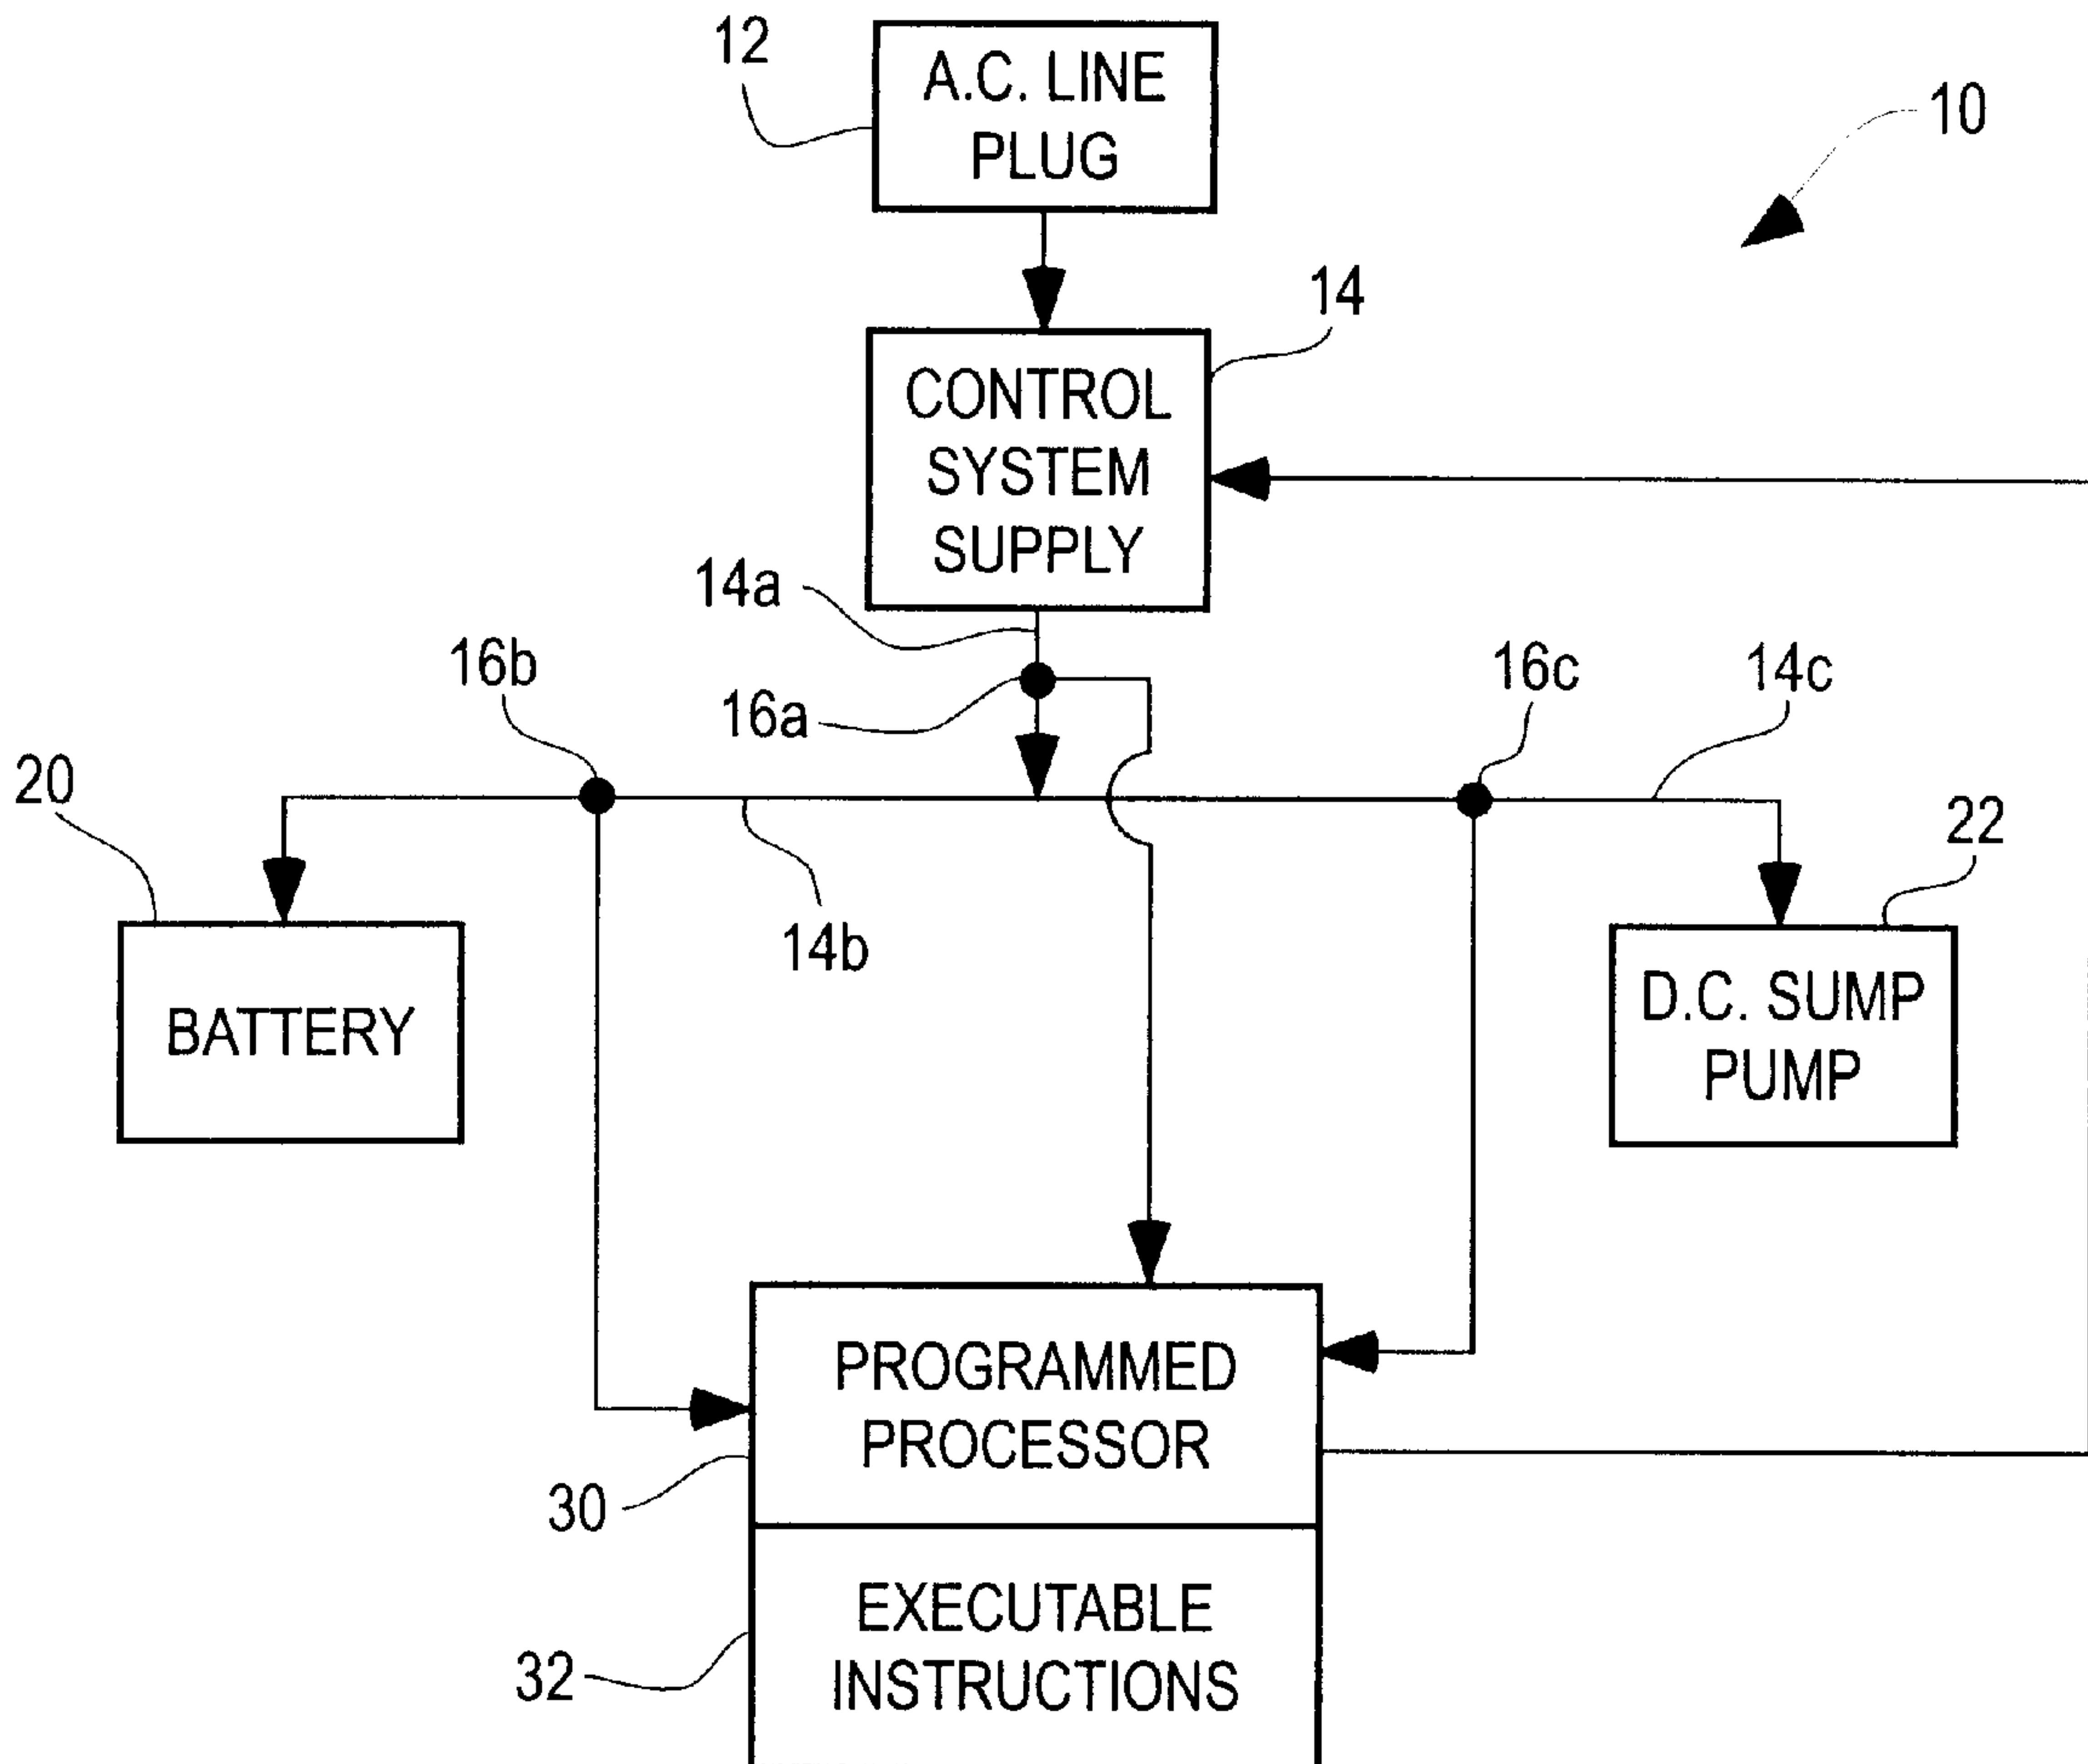 12
A.C. LINE
PLUG
10
14
CONTROL
SYSTEM
SUPPLY
14a
16b
16a
16c
14c
20
22
14b
BATTERY
D.C. SUMP
PUMP
PROGRAMMED
PROCESSOR
30
EXECUTABLE
INSTRUCTIONS
32